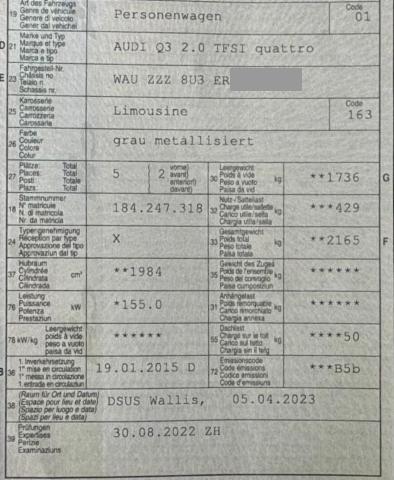 Art des Fahrzeugs
19 Genre de véhicule Personenwagen Code
Genere di veicolo 01
Gener dal vehichel
Marke und Typ
D 21 Marque et type AUDI Q3 2.0 TFSI quattro
Marca e tipo
Marca e tip
Fahrgestell-Nr.
E 23 Châssis no. WAU ZZZ 8U3 ER
Telaio n.
Schassis nr.
Karosserie
25 Carrosserie Limousine Code
Carrozzeria 163
Carossaria
Farbe
26 Couleur grau metallisiert
Colore
Colur
Plätze: Total vorne) Leergewicht
27 Places: Total 5 2 avant) 30 Poids à vide kg **1736 G
Posti: Totale anteriori) Peso a vuoto
Plazs: Total davant) Paisa da vid
Stammnummer Nutz-/Sattellast
18 N° matricule 184.247.318 32 Charge utile/sellette kg ***429
N. di matricola Carico utile/sella
Nr. da matricla Chargia utila/sella
Typengenehmigung Gesamtgewicht
24 Réception par type X 33 Poids total kg **2165 F
Approvazione del tipo Peso totale
Approvaziun dal tip Paisa totala
Hubraum Gewicht des Zuges
37 Cylindrée cm³ **1984 35 Poids de l'ensemble kg ******
Cilindrata Peso del convoglio
Cilindrada Paisa cumposiziun
Leistung Anhängelast
76 Puissance kW *155.0 31 Poids remorquable kg ******
Potenza Carico rimorchiato
Prestaziun Chargia annexa
Leergewicht Dachlast
78 kW/kg poids à vide ****** 55 Charge sur le toit kg ****50
peso a vuoto Carico sul tetto
paisa da vid Chargia sin il tetg
1. Inverkehrsetzung Emissionscode
B 36 1re mise en circulation 19.01.2015 D 72 Code émissions ***B5b
1a messa in circolazione Codice emissioni
1. entrada en circulaziun Code d'emissiuns
(Raum für Ort und Datum)
38 (Espace pour lieu et date) DSUS Wallis, 05.04.2023
(Spazio per luogo e data)
(Spazi per lieu e data)
Prüfungen
39 Expertises 30.08.2022 ZH
Perizie
Examinaziuns